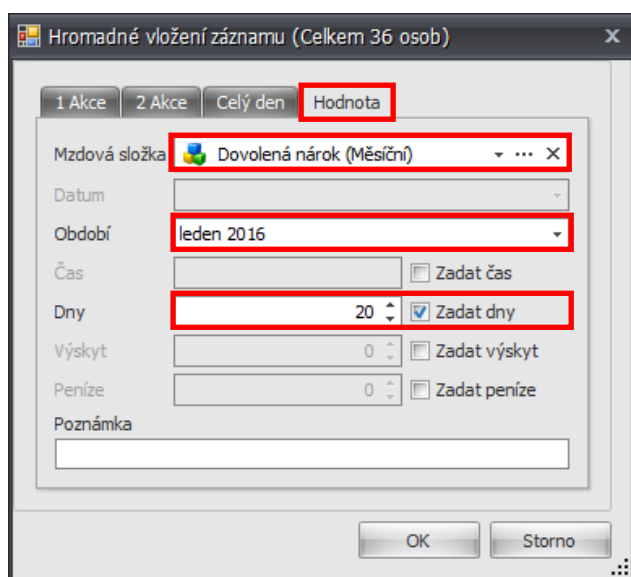 Hromadné vložení záznamu (Celkem 36 osob)
1 Akce 2 Akce Celý den Hodnota
Mzdová složka Dovolená nárok (Měsíční)
Datum
Období leden 2016
Čas Zadat čas
Dny 20 Zadat dny
Výskyt 0 Zadat výskyt
Peníze 0 Zadat peníze
Poznámka
OK Storno